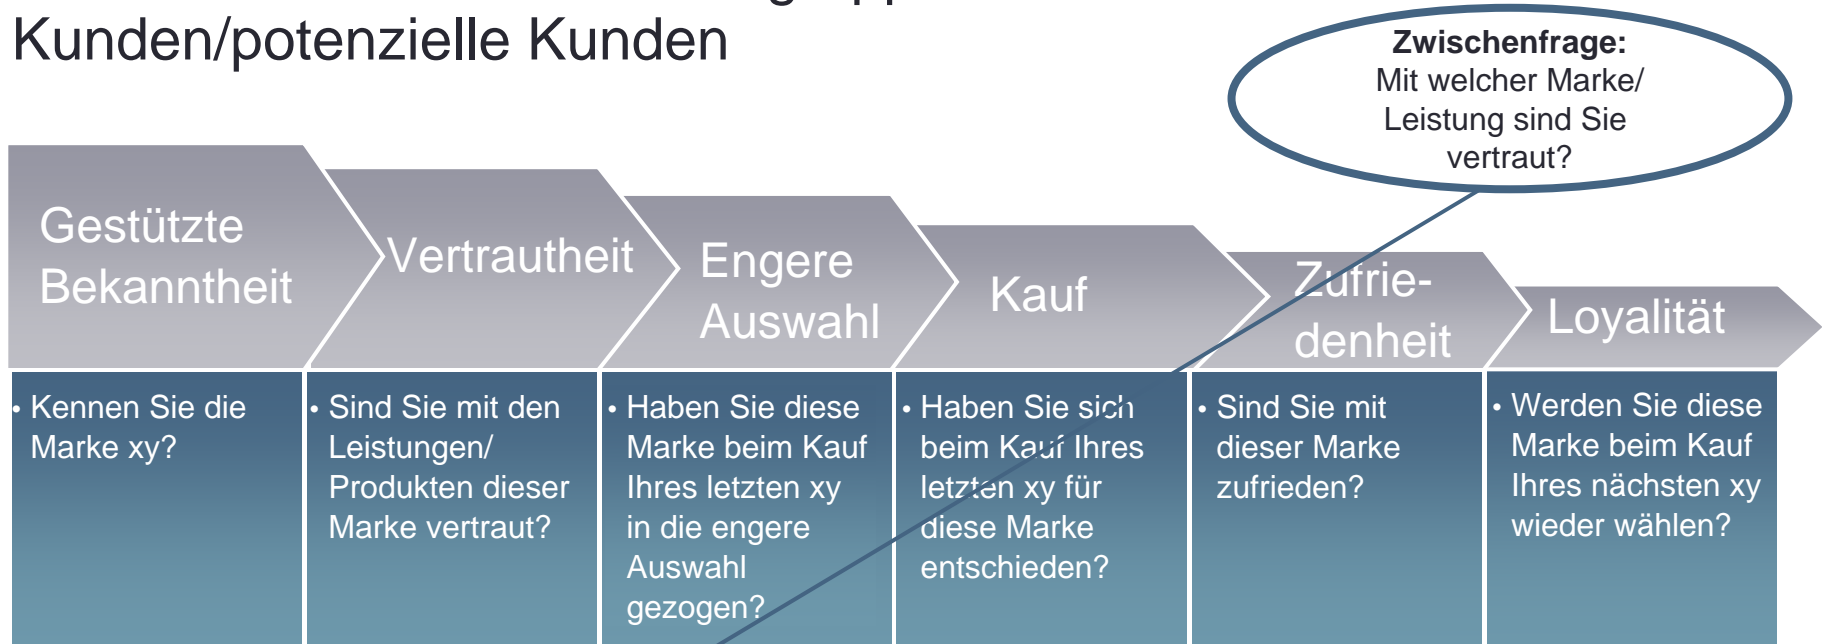 Kunden/potenzielle Kunden
Zwischenfrage:
Mit welcher Marke/
Leistung sind Sie
vertraut?
Gestützte
Bekanntheit
Vertrautheit
Engere
Auswahl
Kauf
Zufrie-
denheit
Loyalität
• Kennen Sie die
Marke xy?
• Sind Sie mit den
Leistungen/
Produkten dieser
Marke vertraut?
• Haben Sie diese
Marke beim Kauf
Ihres letzten xy
in die engere
Auswahl
gezogen?
• Haben Sie sich
beim Kauf Ihres
letzten xy für
diese Marke
entschieden?
• Sind Sie mit
dieser Marke
zufrieden?
• Werden Sie diese
Marke beim Kauf
Ihres nächsten xy
wieder wählen?